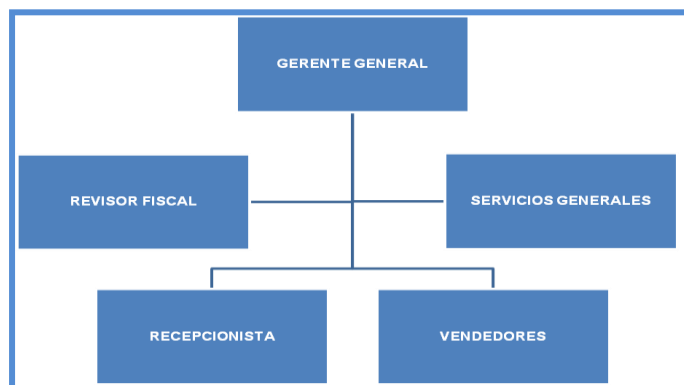 GERENTE GENERAL
REVISOR FISCAL
SERVICIOS GENERALES
RECEPCIONISTA
VENDEDORES